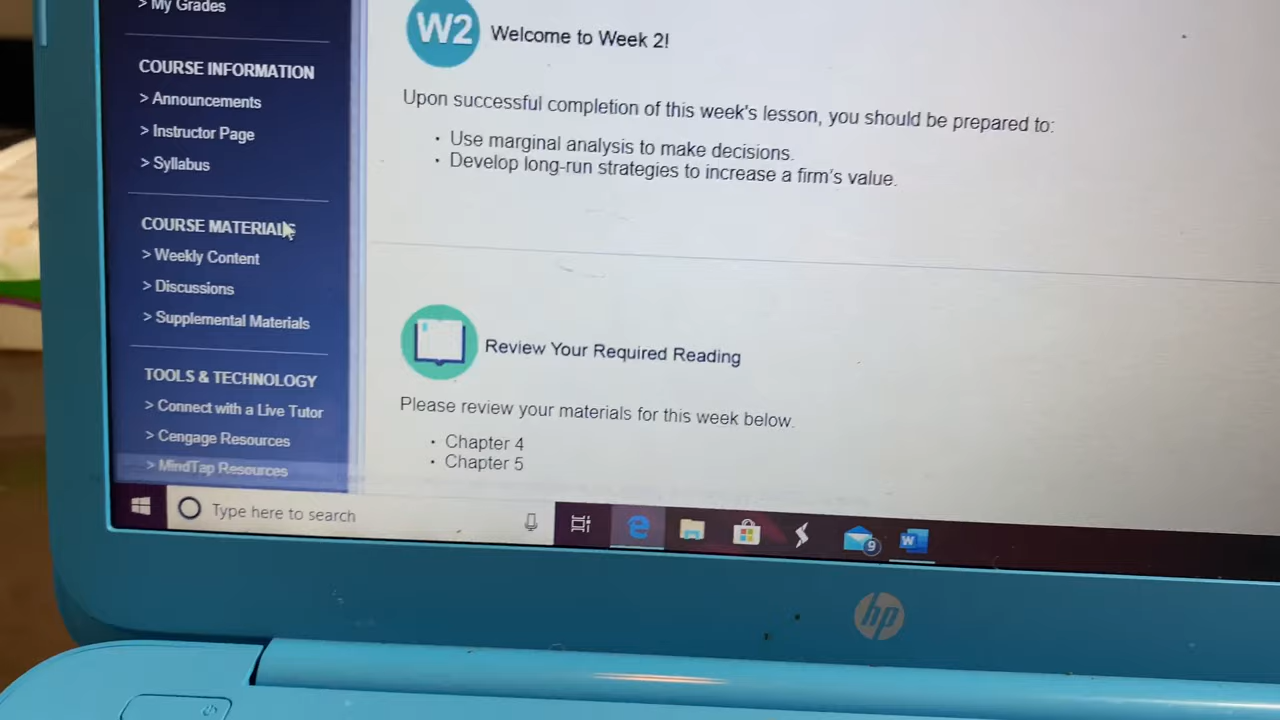 > My Grades
COURSE INFORMATION
> Announcements
> Instructor Page
> Syllabus
COURSE MATERIALS
> Weekly Content
> Discussions
> Supplemental Materials
TOOLS & TECHNOLOGY
> Connect with a Live Tutor
> Cengage Resources
> MindTap Resources
W2 Welcome to Week 2!
Upon successful completion of this week's lesson, you should be prepared to:
• Use marginal analysis to make decisions.
• Develop long-run strategies to increase a firm's value.
Review Your Required Reading
Please review your materials for this week below.
• Chapter 4
• Chapter 5
Type here to search
9
W
hp